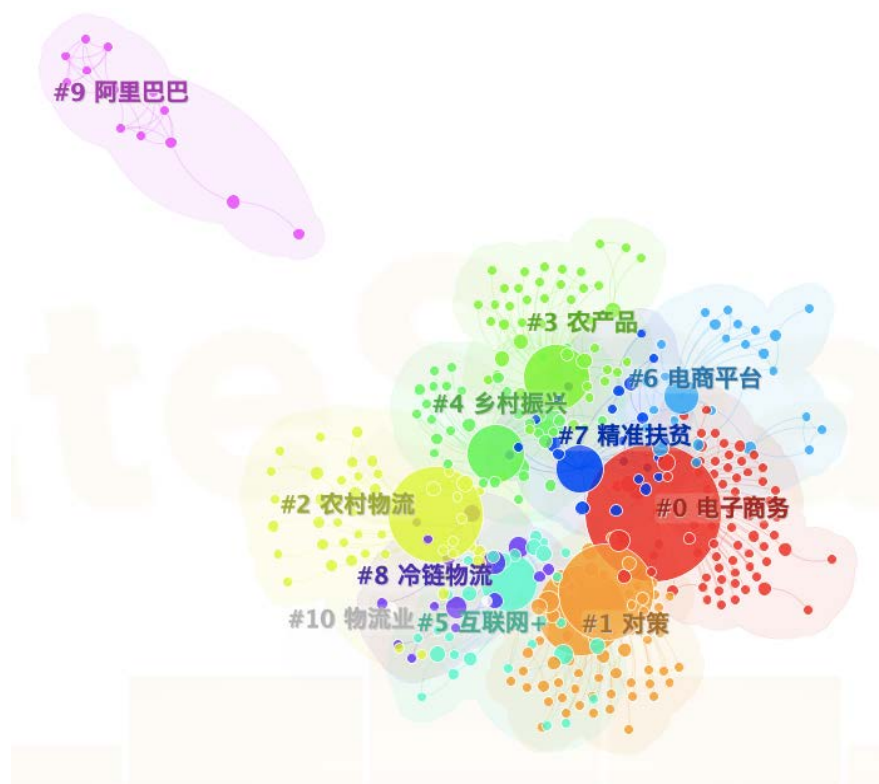 #9 阿里巴巴
#3 农产品
#6 电商平台
#4 乡村振兴
#7 精准扶贫
#2 农村物流
#0 电子商务
#8 冷链物流
#10 物流业
#5 互联网+
#1 对策